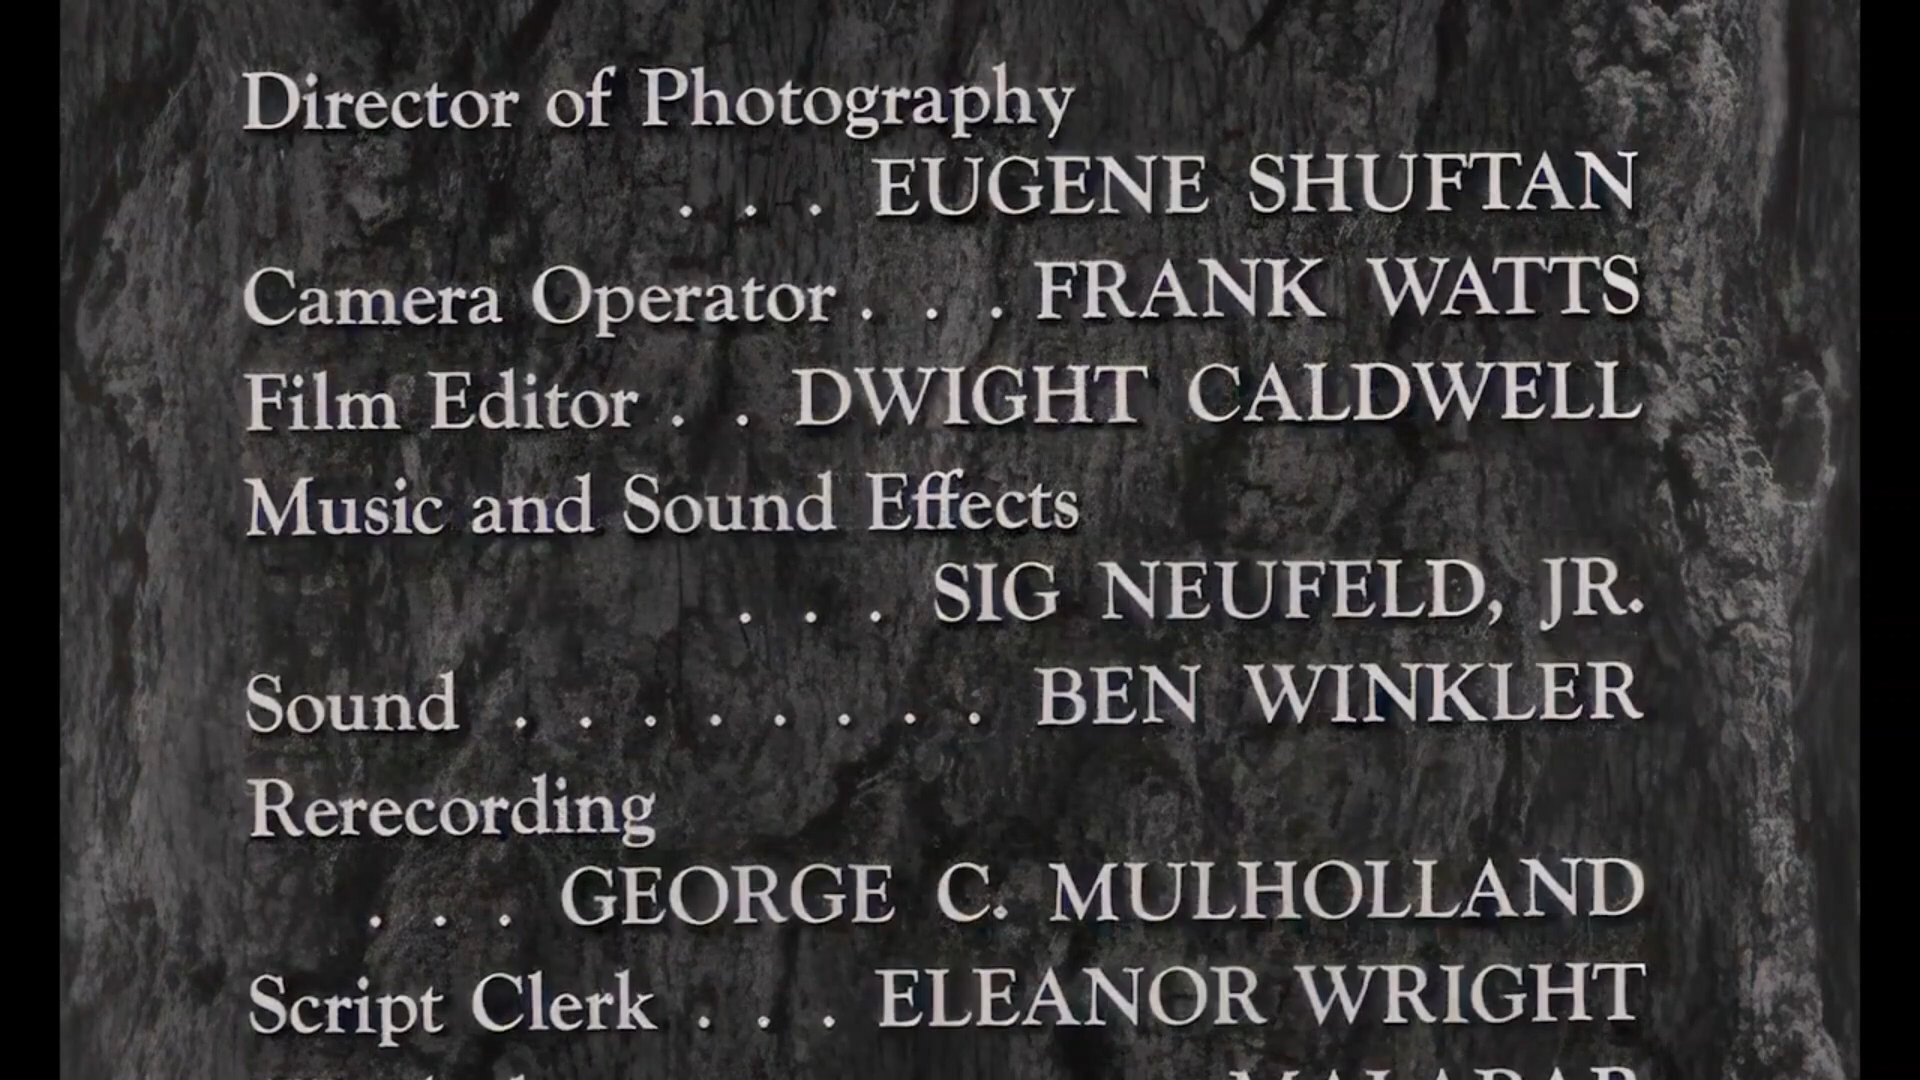 Director of Photography
. . . EUGENE SHUFTAN
Camera Operator . . . FRANK WATTS
Film Editor . . DWIGHT CALDWELL
Music and Sound Effects
. . . SIG NEUFELD, JR.
Sound . . . . . . . . BEN WINKLER
Rerecording
. . . GEORGE C. MULHOLLAND
Script Clerk . . . ELEANOR WRIGHT